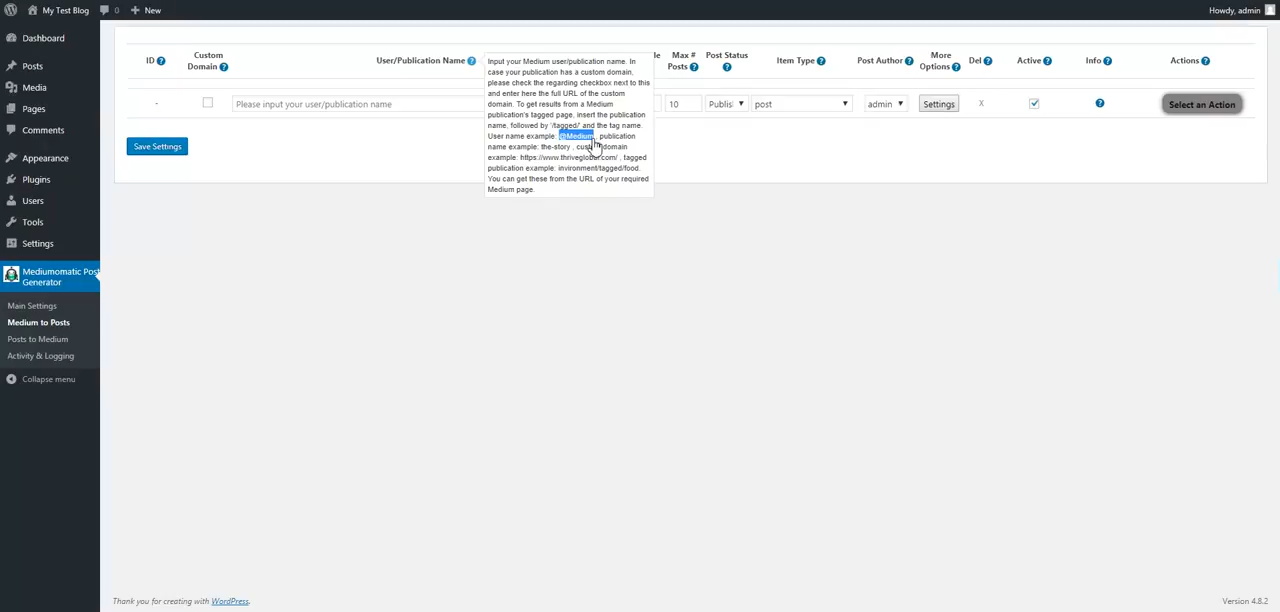 My Test Blog 0 New Howdy, admin
Dashboard
Posts
Media
Pages
Comments
Appearance
Plugins
Users
Tools
Settings
Mediumomatic Post
Generator
Main Settings
Medium to Posts
Posts to Medium
Activity & Logging
Collapse menu
ID ?
Custom
Domain ?
User/Publication Name ?
Input your Medium user/publication name. In
case your publication has a custom domain,
please check the regarding checkbox next to this
and enter here the full URL of the custom
domain. To get results from a Medium
publication's tagged page, insert the publication
name, followed by '/tagged/' and the tag name.
User name example: @Medium , publication
name example: the-story , domain
example: https://www.thriveglobal.com/ , tagged
publication example: invironment/tagged/food.
You can get these from the URL of your required
Medium page.
le
Max #
Posts ?
Post Status
?
Item Type ?
Post Author ?
More
Options ?
Del ?
Active ?
Info ?
Actions ?
- Please input your user/publication name 10 Publis post admin Settings X ? Select an Action
Save Settings
Thank you for creating with WordPress. Version 4.8.2